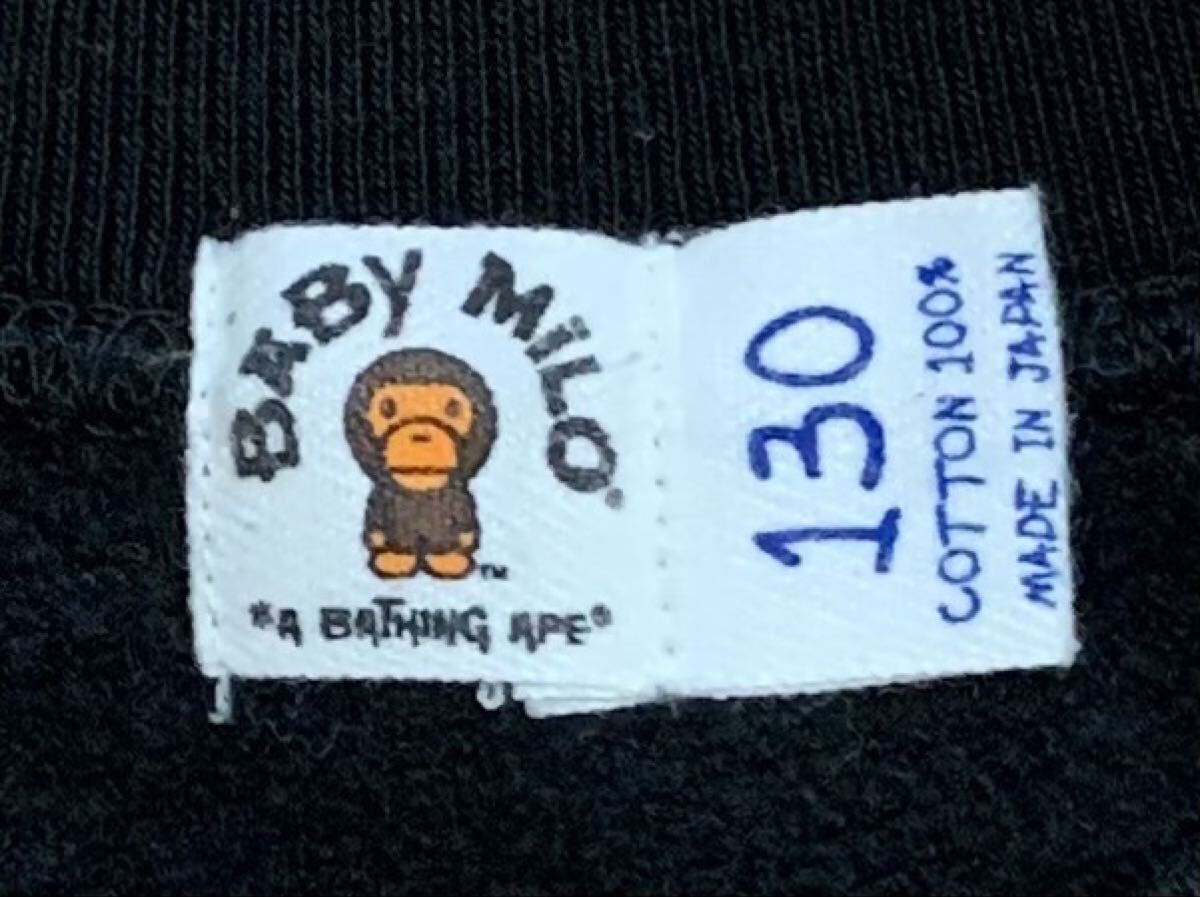 BABY MILO®
TM
"A BATHING APE"
130
COTTON 100%
MADE IN JAPAN